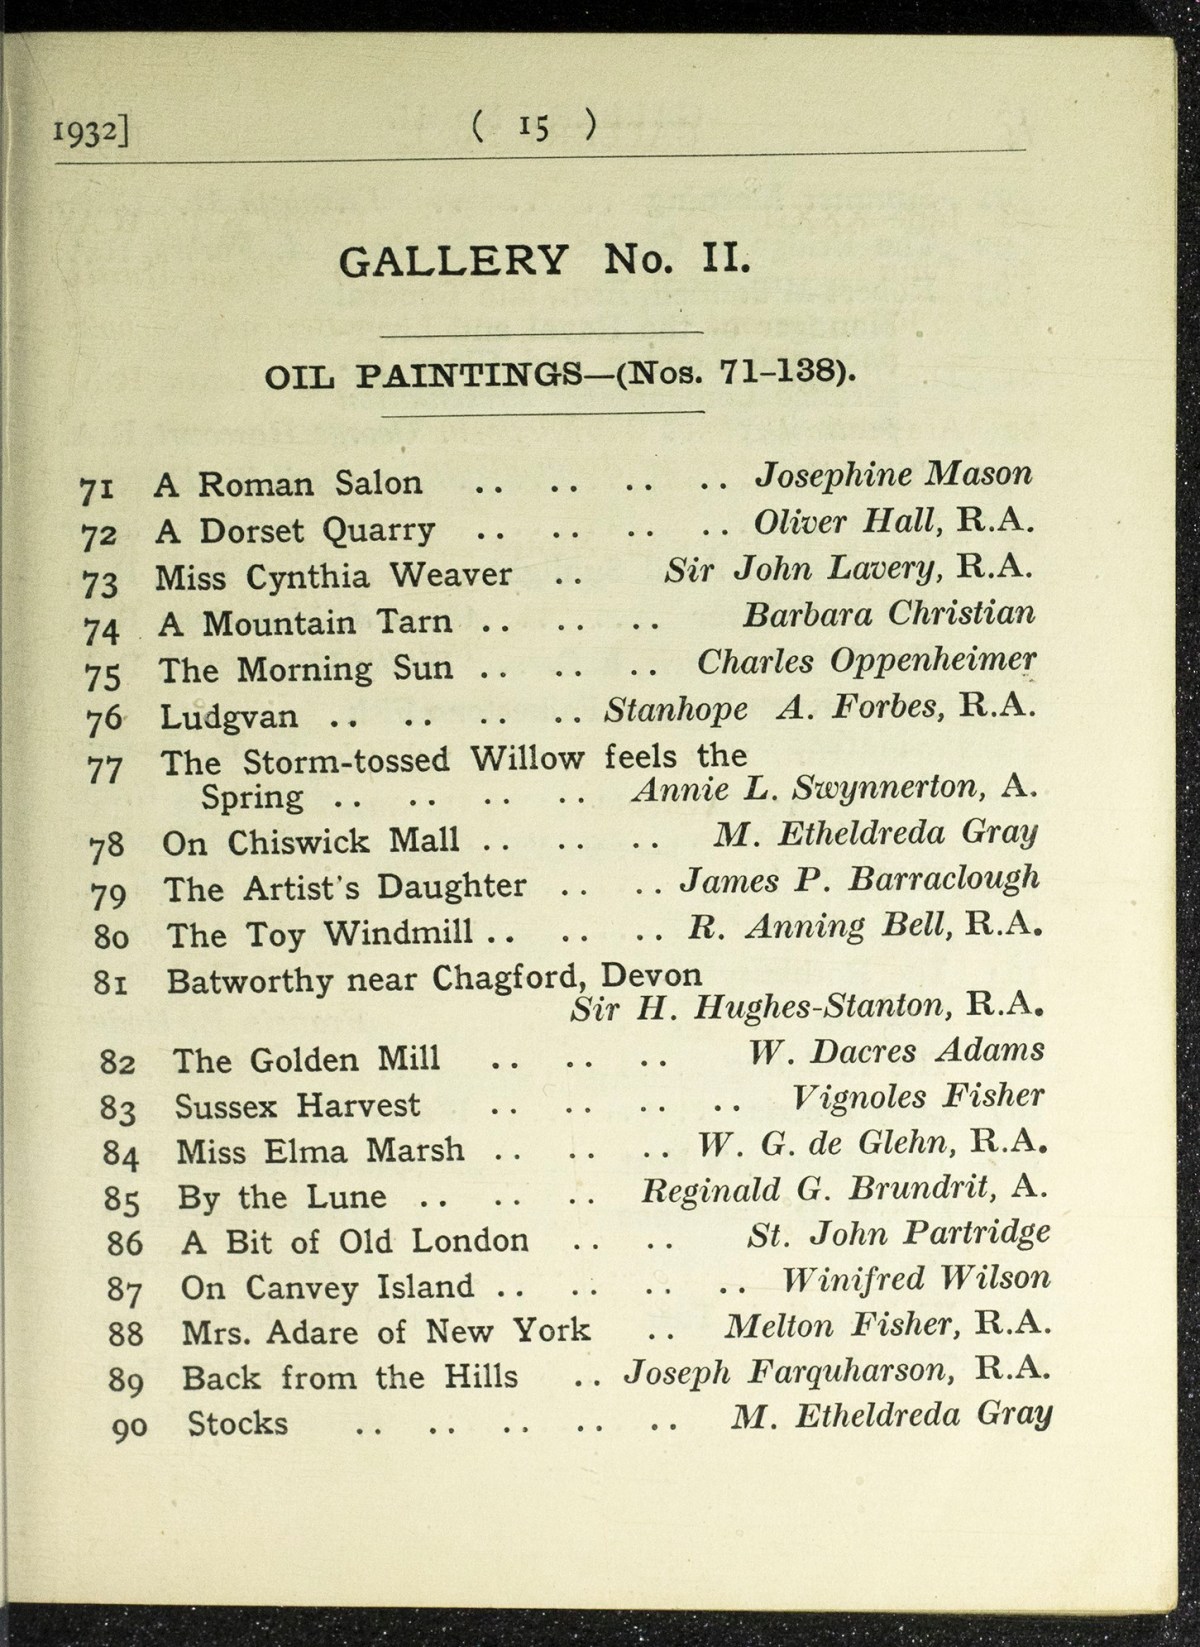 1932]
( 15 )
GALLERY No. II.
OIL PAINTINGS—(Nos. 71-138).
71 A Roman Salon .. .. .. .. Josephine Mason
72 A Dorset Quarry .. .. .. .. Oliver Hall, R.A.
73 Miss Cynthia Weaver .. Sir John Lavery, R.A.
74 A Mountain Tarn .. .. .. Barbara Christian
75 The Morning Sun .. .. .. Charles Oppenheimer
76 Ludgvan .. .. .. .. Stanhope A. Forbes, R.A.
77 The Storm-tossed Willow feels the
Spring .. .. .. .. Annie L. Swynnerton, A.
78 On Chiswick Mall .. .. .. M. Etheldreda Gray
79 The Artist's Daughter .. .. James P. Barraclough
80 The Toy Windmill .. .. .. R. Anning Bell, R.A.
81 Batworthy near Chagford, Devon
Sir H. Hughes-Stanton, R.A.
82 The Golden Mill .. .. .. W. Dacres Adams
83 Sussex Harvest .. .. .. .. Vignoles Fisher
84 Miss Elma Marsh .. .. .. W. G. de Glehn, R.A.
85 By the Lune .. .. .. Reginald G. Brundrit, A.
86 A Bit of Old London .. .. St. John Partridge
87 On Canvey Island .. .. .. .. Winifred Wilson
88 Mrs. Adare of New York .. Melton Fisher, R.A.
89 Back from the Hills .. Joseph Farquharson, R.A.
90 Stocks .. .. .. .. .. M. Etheldreda Gray